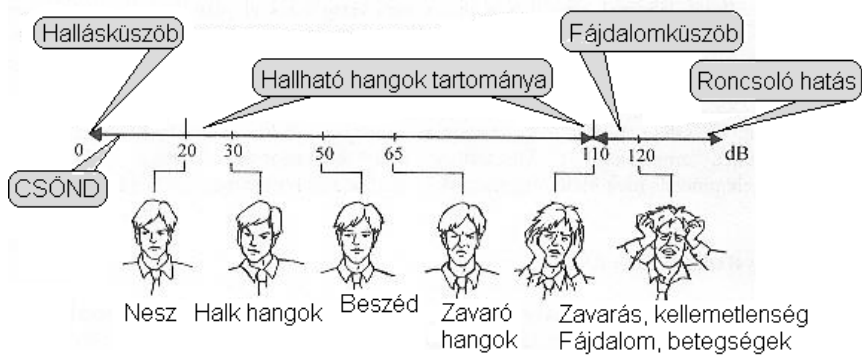 Hallásküszöb
Fájdalomküszöb
Hallható hangok tartománya
Roncsoló hatás
0 20 30 50 65 110 120 dB
CSÖND
Nesz
Halk hangok
Beszéd
Zavaró
hangok
Zavarás, kellemetlenség
Fájdalom, betegségek